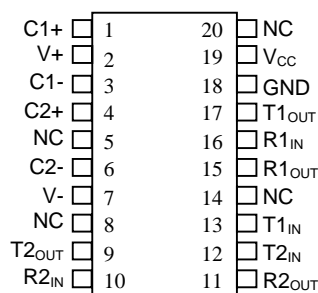 C1+ 1 20 NC
V+ 2 19 VCC
C1- 3 18 GND
C2+ 4 17 T1OUT
NC 5 16 R1IN
C2- 6 15 R1OUT
V- 7 14 NC
NC 8 13 T1IN
T2OUT 9 12 T2IN
R2IN 10 11 R2OUT